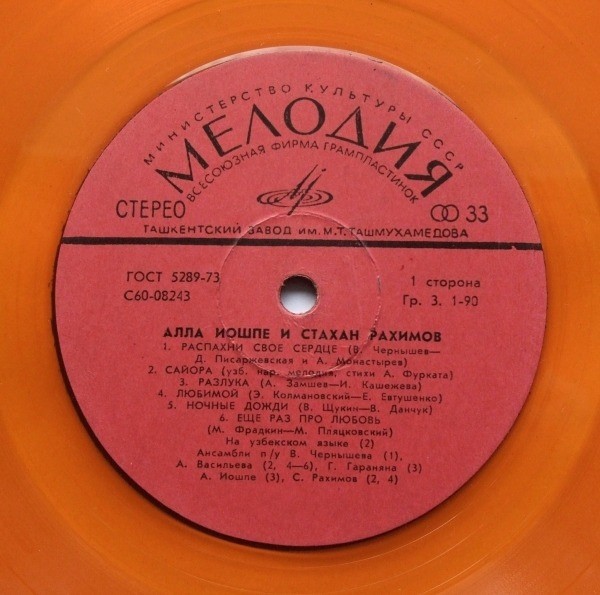 МИНИСТЕРСТВО КУЛЬТУРЫ СССР
МЕЛОДИЯ
ВСЕСОЮЗНАЯ ФИРМА ГРАМПЛАСТИНОК
СТЕРЕО
33
ТАШКЕНТСКИЙ ЗАВОД ИМ. М.Т. ТАШМУХАМЕДОВА
ГОСТ 5289-73
1 сторона
С60-08243
Гр. 3. 1-90
АЛЛА ИОШПЕ И СТАХАН РАХИМОВ
1. РАСПАХНИ СВОЕ СЕРДЦЕ (В. Чернышев—
Д. Писаржевская и А. Монастырев)
2. САЙОРА (узб. нар. мелодия, стихи А. Фурката)
3. РАЗЛУКА (А. Замшев—И. Кашежева)
4. ЛЮБИМОЙ (Э. Колмановский—Е. Евтушенко)
5. НОЧНЫЕ ДОЖДИ (В. Щукин—В. Данчук)
6. ЕЩЕ РАЗ ПРО ЛЮБОВЬ
(М. Фрадкин—М. Пляцковский)
На узбекском языке (2)
Ансамбли п/у В. Чернышева (1),
А. Васильева (2, 4—6), Г. Гараняна (3)
А. Иошпе (3), С. Рахимов (2, 4)